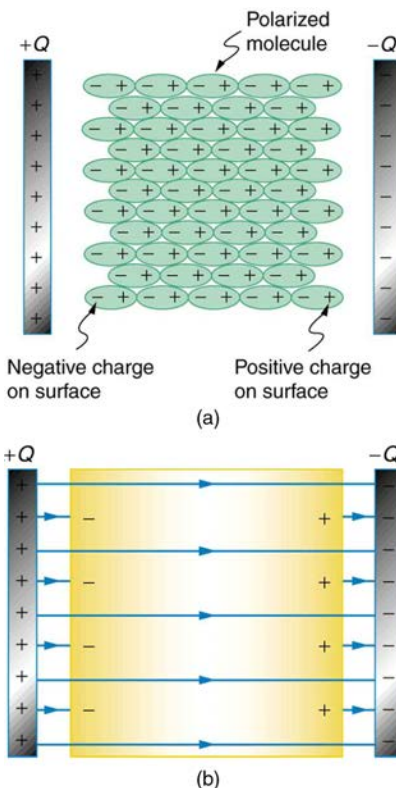 Polarized
molecule
+Q
−Q
Negative charge
on surface
Positive charge
on surface
(a)
+Q
−Q
(b)